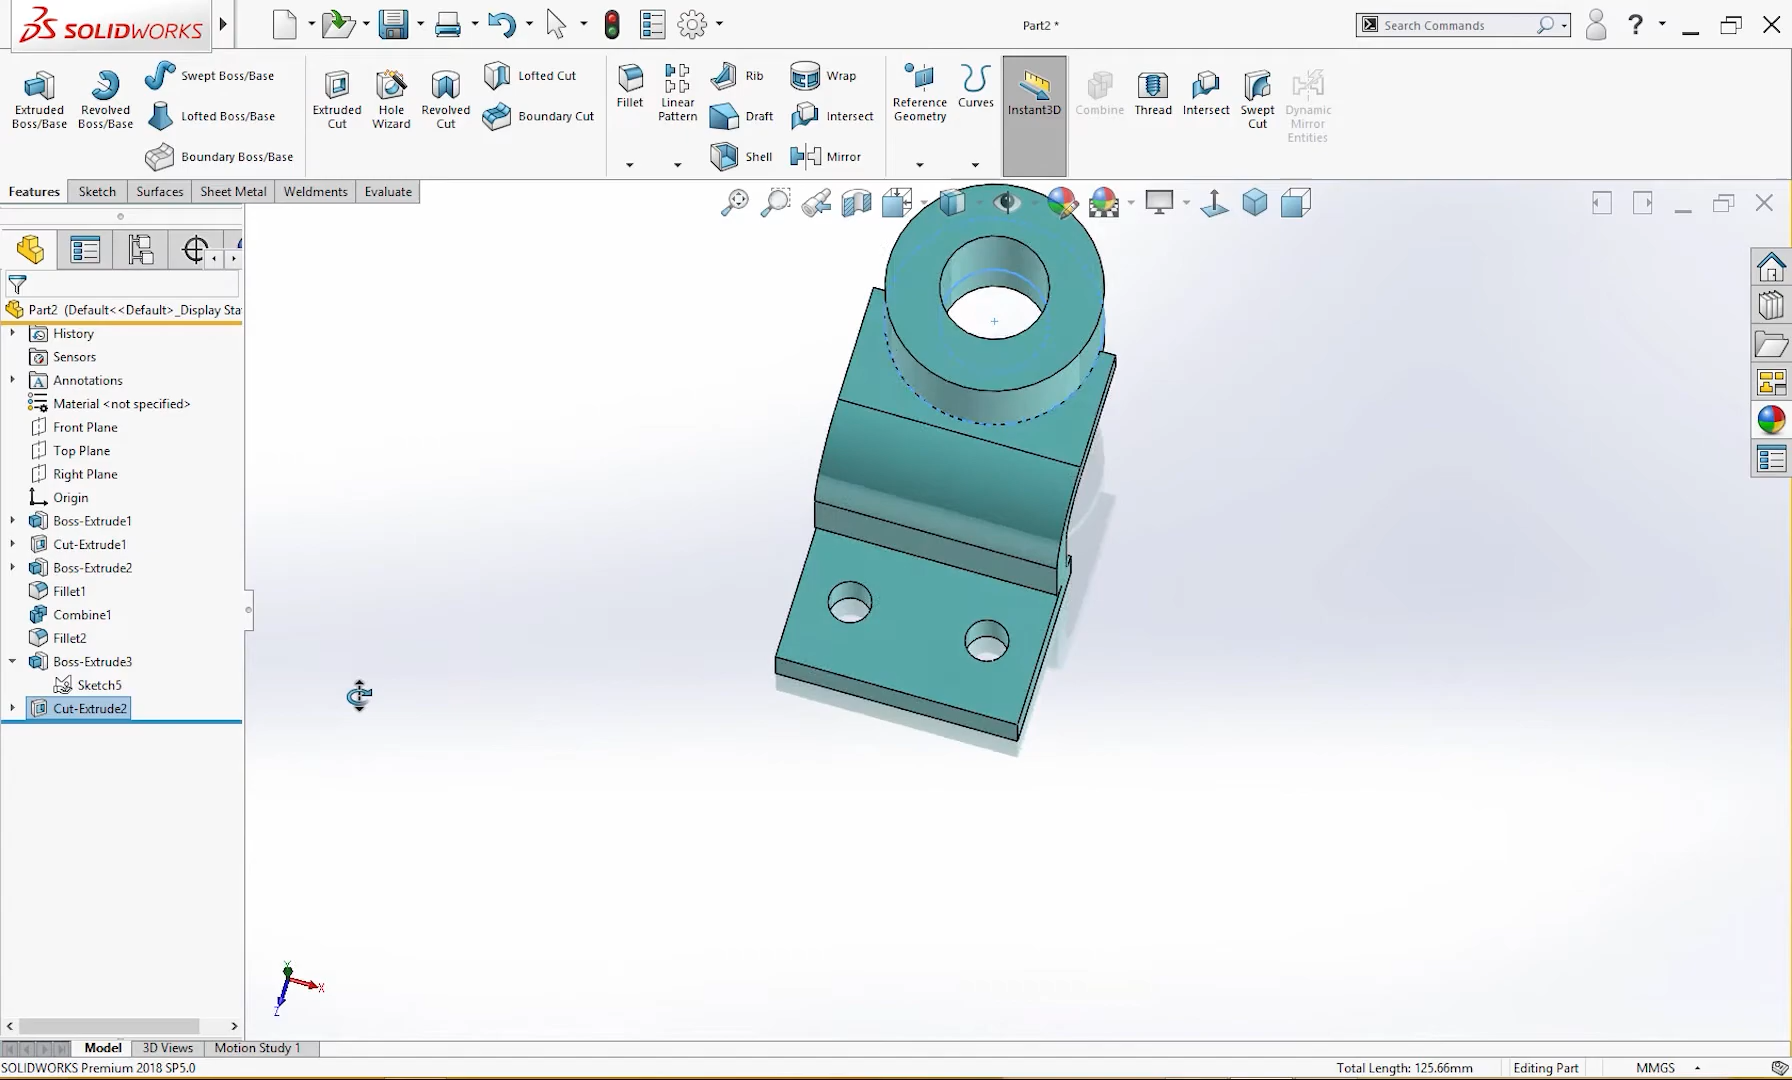 SOLIDWORKS
Part2 *
Search Commands
?
Extruded Boss/Base
Revolved Boss/Base
Swept Boss/Base
Lofted Boss/Base
Boundary Boss/Base
Extruded Cut
Hole Wizard
Revolved Cut
Lofted Cut
Boundary Cut
Fillet
Linear Pattern
Rib
Draft
Shell
Wrap
Intersect
Mirror
Reference Geometry
Curves
Instant3D
Combine
Thread
Intersect
Swept Cut
Dynamic Mirror Entities
Features
Sketch
Surfaces
Sheet Metal
Weldments
Evaluate
Part2 (Default<<Default>_Display Sta
History
Sensors
Annotations
Material <not specified>
Front Plane
Top Plane
Right Plane
Origin
Boss-Extrude1
Cut-Extrude1
Boss-Extrude2
Fillet1
Combine1
Fillet2
Boss-Extrude3
Sketch5
Cut-Extrude2
Y
X
Z
Model
3D Views
Motion Study 1
SOLIDWORKS Premium 2018 SP5.0
Total Length: 125.66mm
Editing Part
MMGS